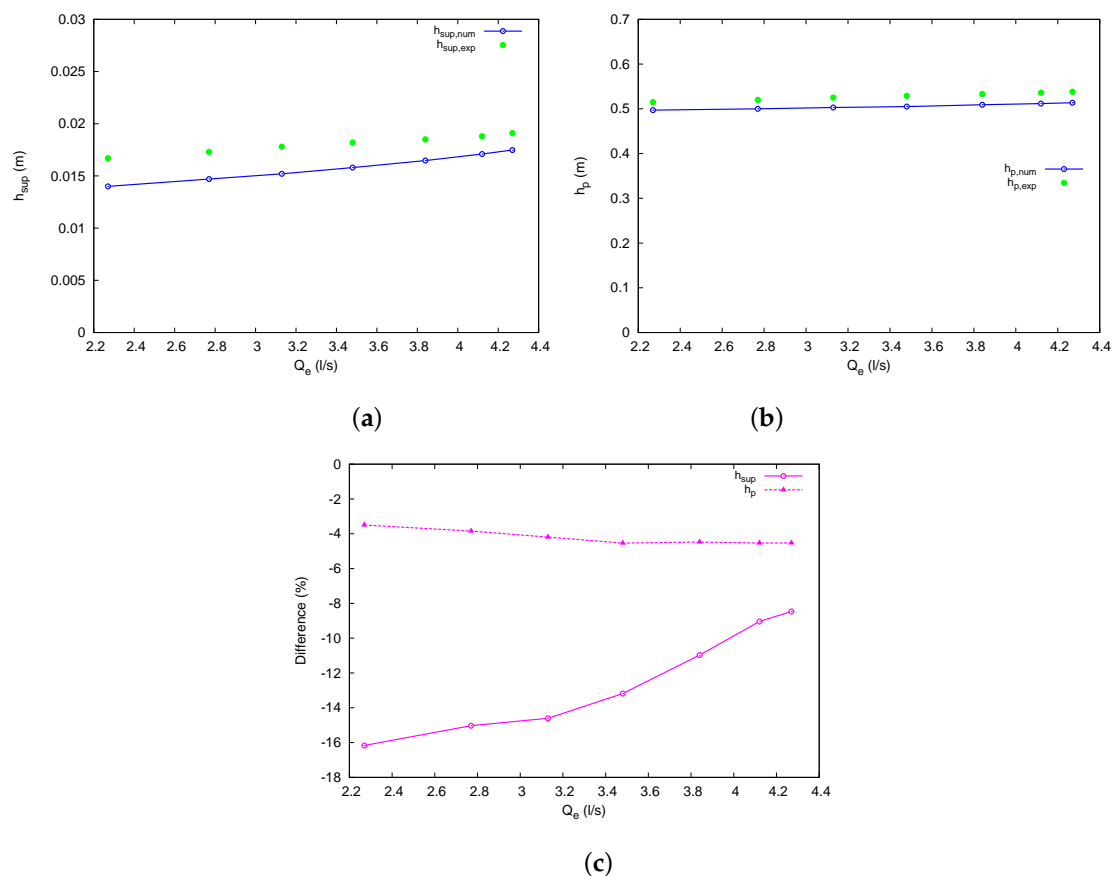 0.03
0.025
0.02
0.015
0.01
0.005
0
h_sup (m)
h_sup,num
h_sup,exp
2.2 2.4 2.6 2.8 3 3.2 3.4 3.6 3.8 4 4.2 4.4
Q_e (l/s)
(a)
0.7
0.6
0.5
0.4
0.3
0.2
0.1
0
h_p (m)
h_p,num
h_p,exp
2.2 2.4 2.6 2.8 3 3.2 3.4 3.6 3.8 4 4.2 4.4
Q_e (l/s)
(b)
0
-2
-4
-6
-8
-10
-12
-14
-16
-18
Difference (%)
h_sup
h_p
2.2 2.4 2.6 2.8 3 3.2 3.4 3.6 3.8 4 4.2 4.4
Q_e (l/s)
(c)